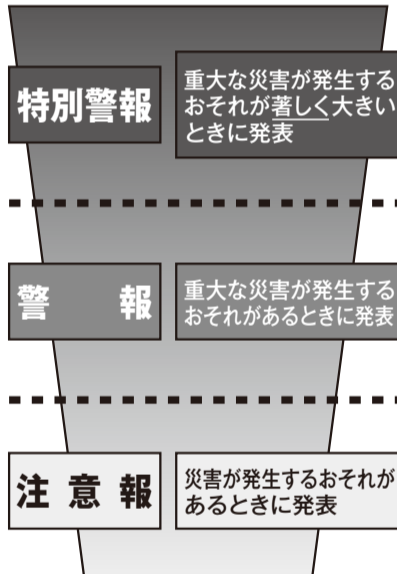 特別警報
重大な災害が発生する
おそれが著しく大きい
ときに発表
警報
重大な災害が発生する
おそれがあるときに発表
注意報
災害が発生するおそれが
あるときに発表